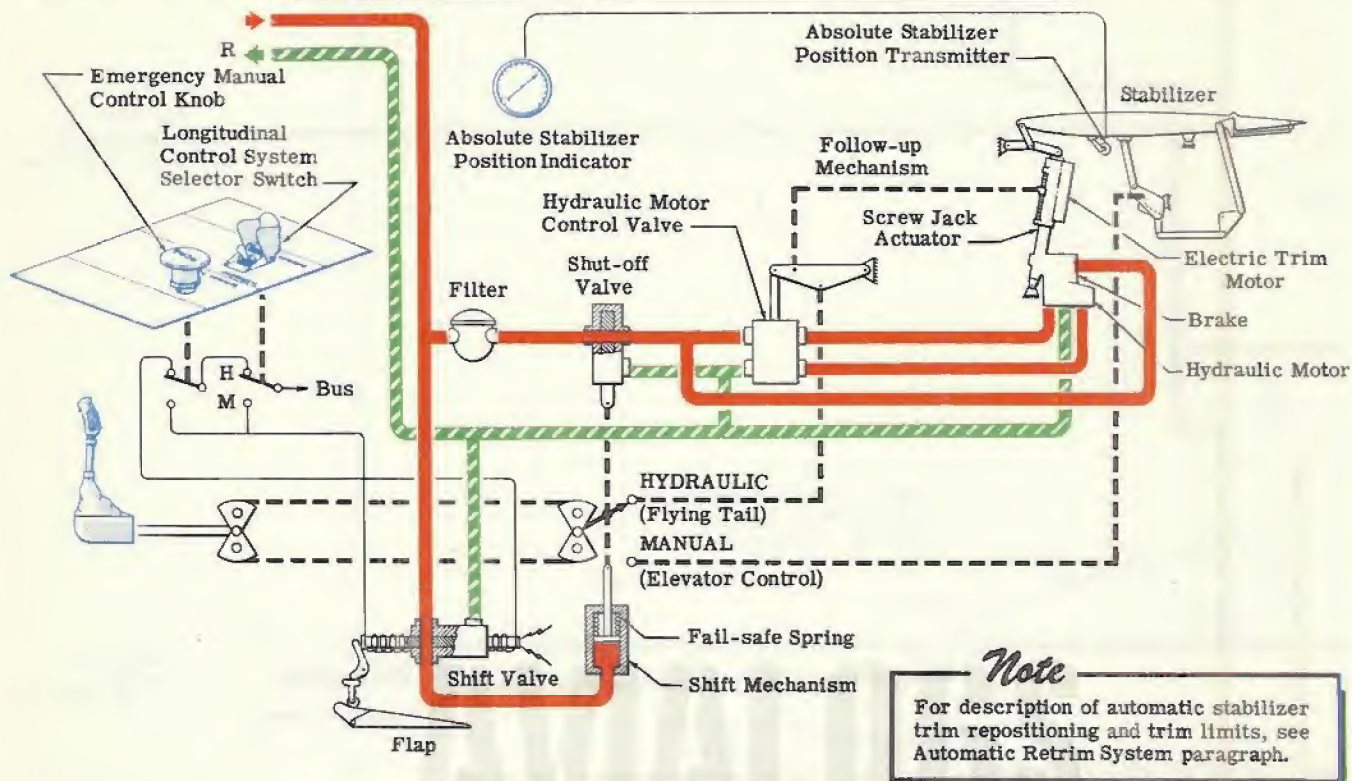 R
Emergency Manual
Control Knob
Longitudinal
Control System
Selector Switch
Absolute Stabilizer
Position Indicator
Absolute Stabilizer
Position Transmitter
Stabilizer
Follow-up
Mechanism
Hydraulic Motor
Control Valve
Screw Jack
Actuator
Electric Trim
Motor
Brake
Hydraulic Motor
Shut-off
Valve
Filter
H
M
Bus
HYDRAULIC
(Flying Tail)
MANUAL
(Elevator Control)
Fail-safe Spring
Shift Mechanism
Shift Valve
Flap
Note
For description of automatic stabilizer
trim repositioning and trim limits, see
Automatic Retrim System paragraph.